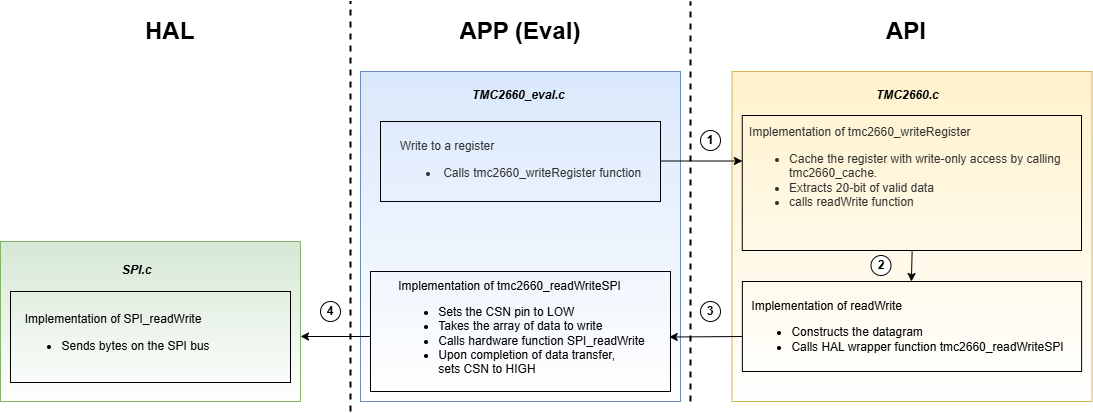 HAL
APP (Eval)
API
TMC2660_eval.c
Write to a register
• Calls tmc2660_writeRegister function
1
TMC2660.c
Implementation of tmc2660_writeRegister
• Cache the register with write-only access by calling
tmc2660_cache.
• Extracts 20-bit of valid data
• calls readWrite function
2
Implementation of readWrite
• Constructs the datagram
• Calls HAL wrapper function tmc2660_readWriteSPI
3
Implementation of tmc2660_readWriteSPI
• Sets the CSN pin to LOW
• Takes the array of data to write
• Calls hardware function SPI_readWrite
• Upon completion of data transfer,
sets CSN to HIGH
4
SPI.c
Implementation of SPI_readWrite
• Sends bytes on the SPI bus